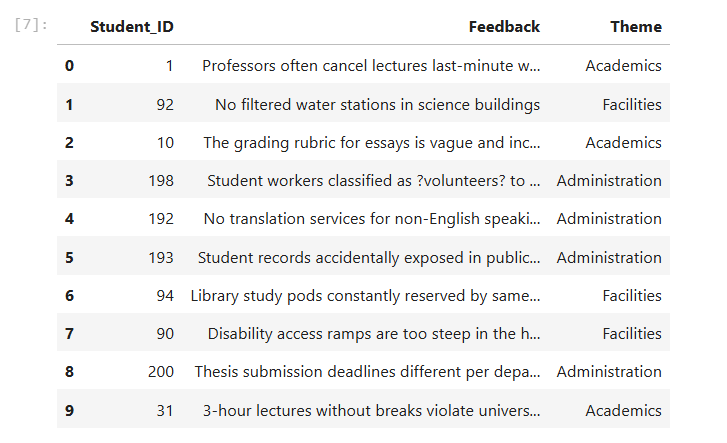 [7]:
Student_ID Feedback Theme
0 1 Professors often cancel lectures last-minute w... Academics
1 92 No filtered water stations in science buildings Facilities
2 10 The grading rubric for essays is vague and inc... Academics
3 198 Student workers classified as ?volunteers? to ... Administration
4 192 No translation services for non-English speaki... Administration
5 193 Student records accidentally exposed in public... Administration
6 94 Library study pods constantly reserved by same... Facilities
7 90 Disability access ramps are too steep in the h... Facilities
8 200 Thesis submission deadlines different per depa... Administration
9 31 3-hour lectures without breaks violate univers... Academics